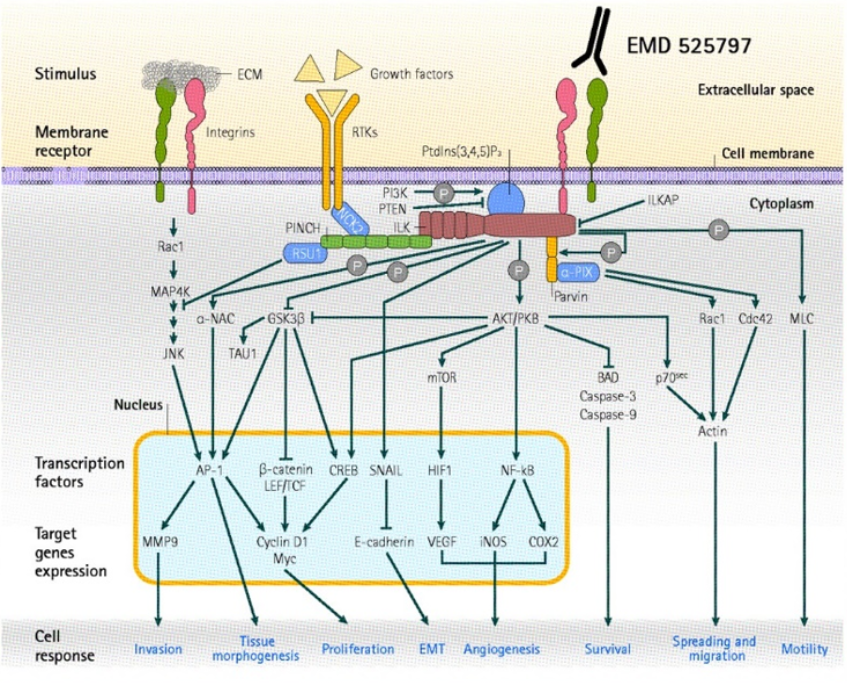 EMD 525797
Stimulus
ECM
Growth factors
Extracellular space
Membrane
receptor
Integrins
RTKs
PtdIns(3,4,5)P₃
Cell membrane
PI3K
P
PTEN
ILKAP
Cytoplasm
NCK2
PINCH
ILK
P
Rac1
RSU1
P
P
P
P
α-PIX
MAP4K
Parvin
α-NAC
GSK3β
AKT/PKB
Rac1
Cdc42
MLC
JNK
TAU1
mTOR
BAD
Caspase-3
Caspase-9
p70sec
Nucleus
Actin
Transcription
factors
AP-1
β-catenin
LEF/TCF
CREB
SNAIL
HIF1
NF-kB
Target
genes
expression
MMP9
Cyclin D1
Myc
E-cadherin
VEGF
iNOS
COX2
Cell
response
Invasion
Tissue
morphogenesis
Proliferation
EMT
Angiogenesis
Survival
Spreading and
migration
Motility